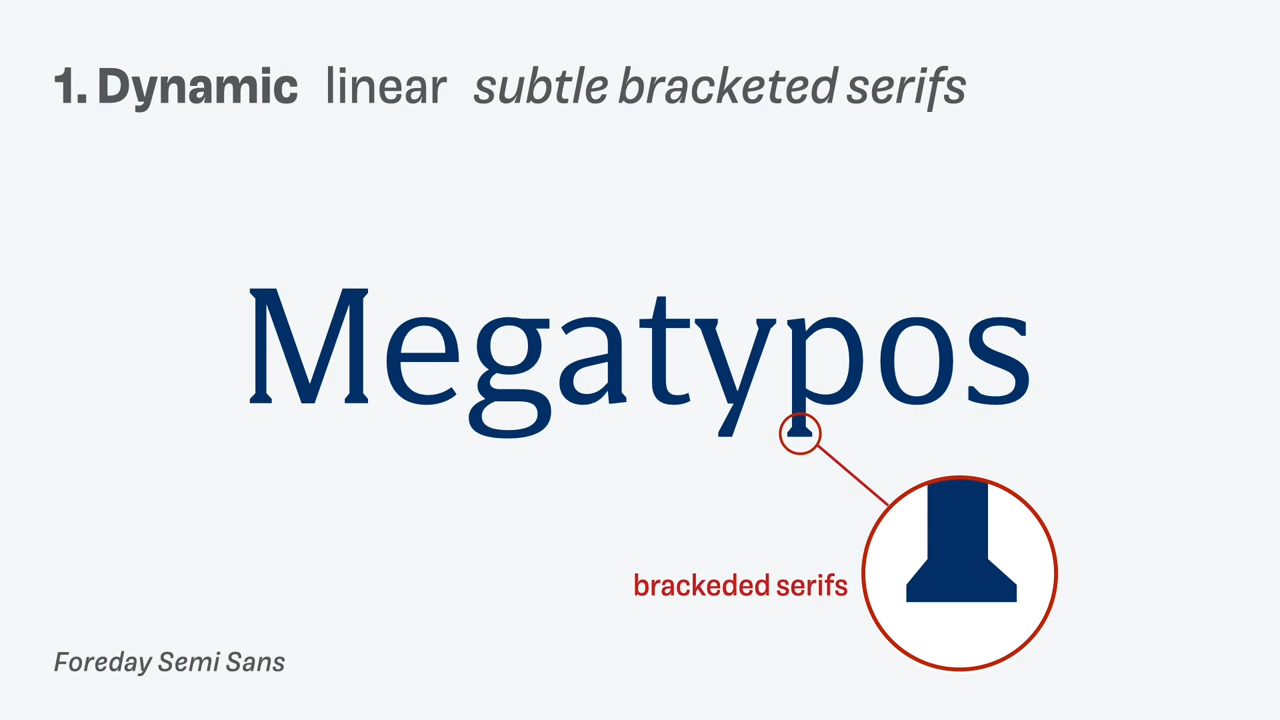 1. Dynamic linear subtle bracketed serifs
Megatypos
brackeded serifs
Foreday Semi Sans